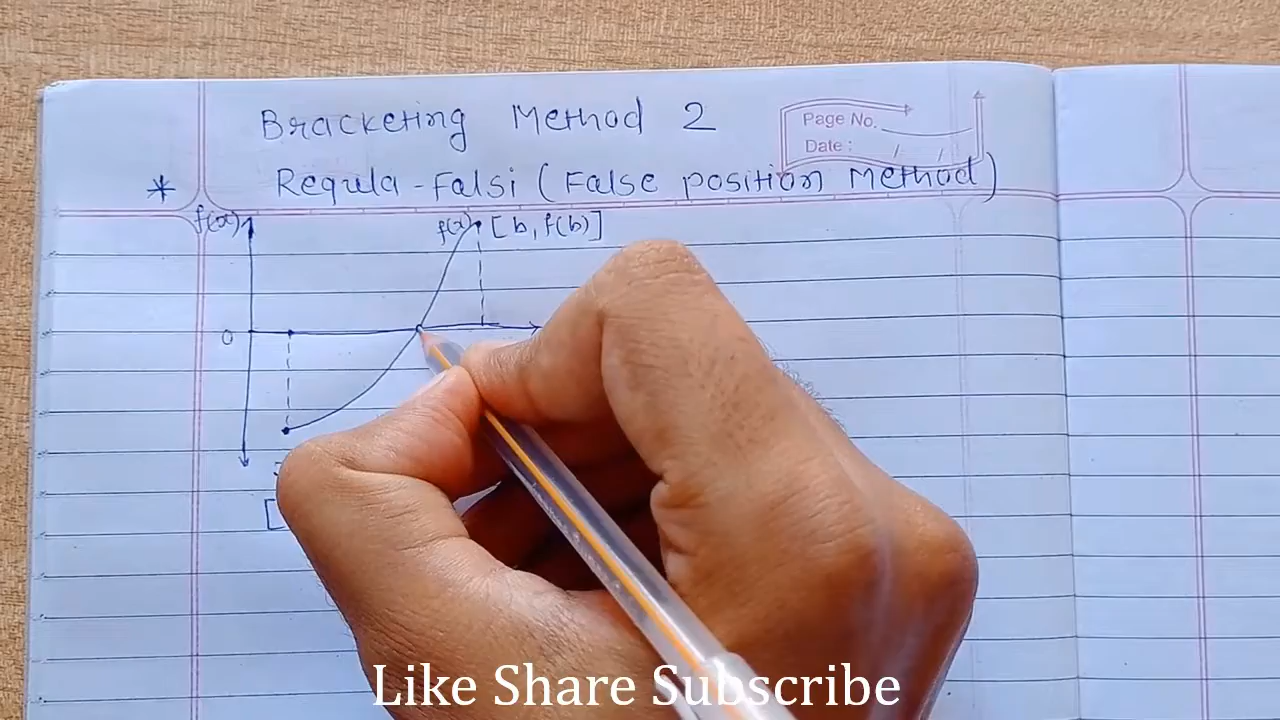 Bracketing Method 2
Page No.
Date : / /
* Regula - Falsi ( False position Method )
f(x)
f(x) [ b, f(b) ]
0
[
Like Share Subscribe